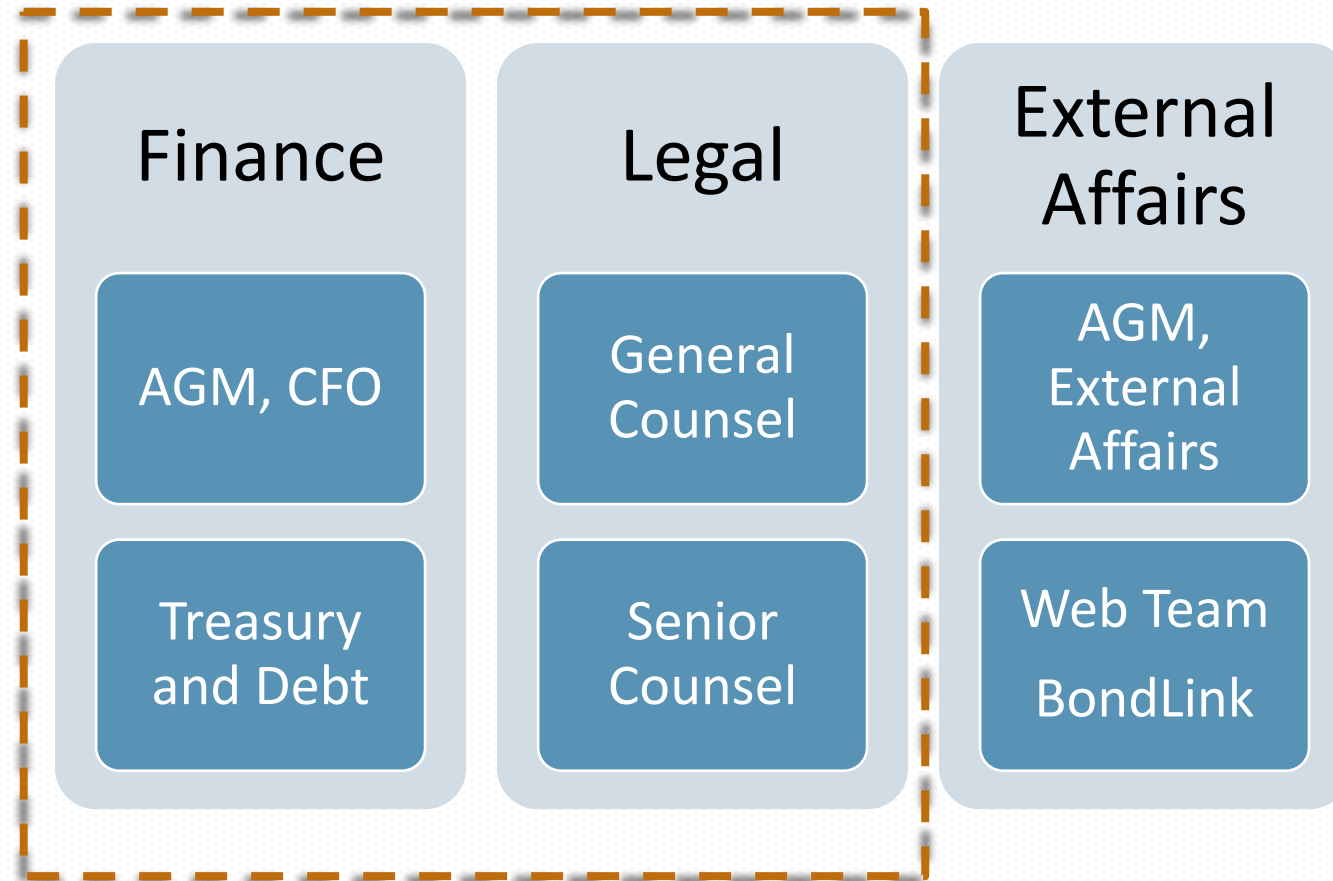 Finance
AGM, CFO
Treasury
and Debt
Legal
General
Counsel
Senior
Counsel
External
Affairs
AGM,
External
Affairs
Web Team
BondLink